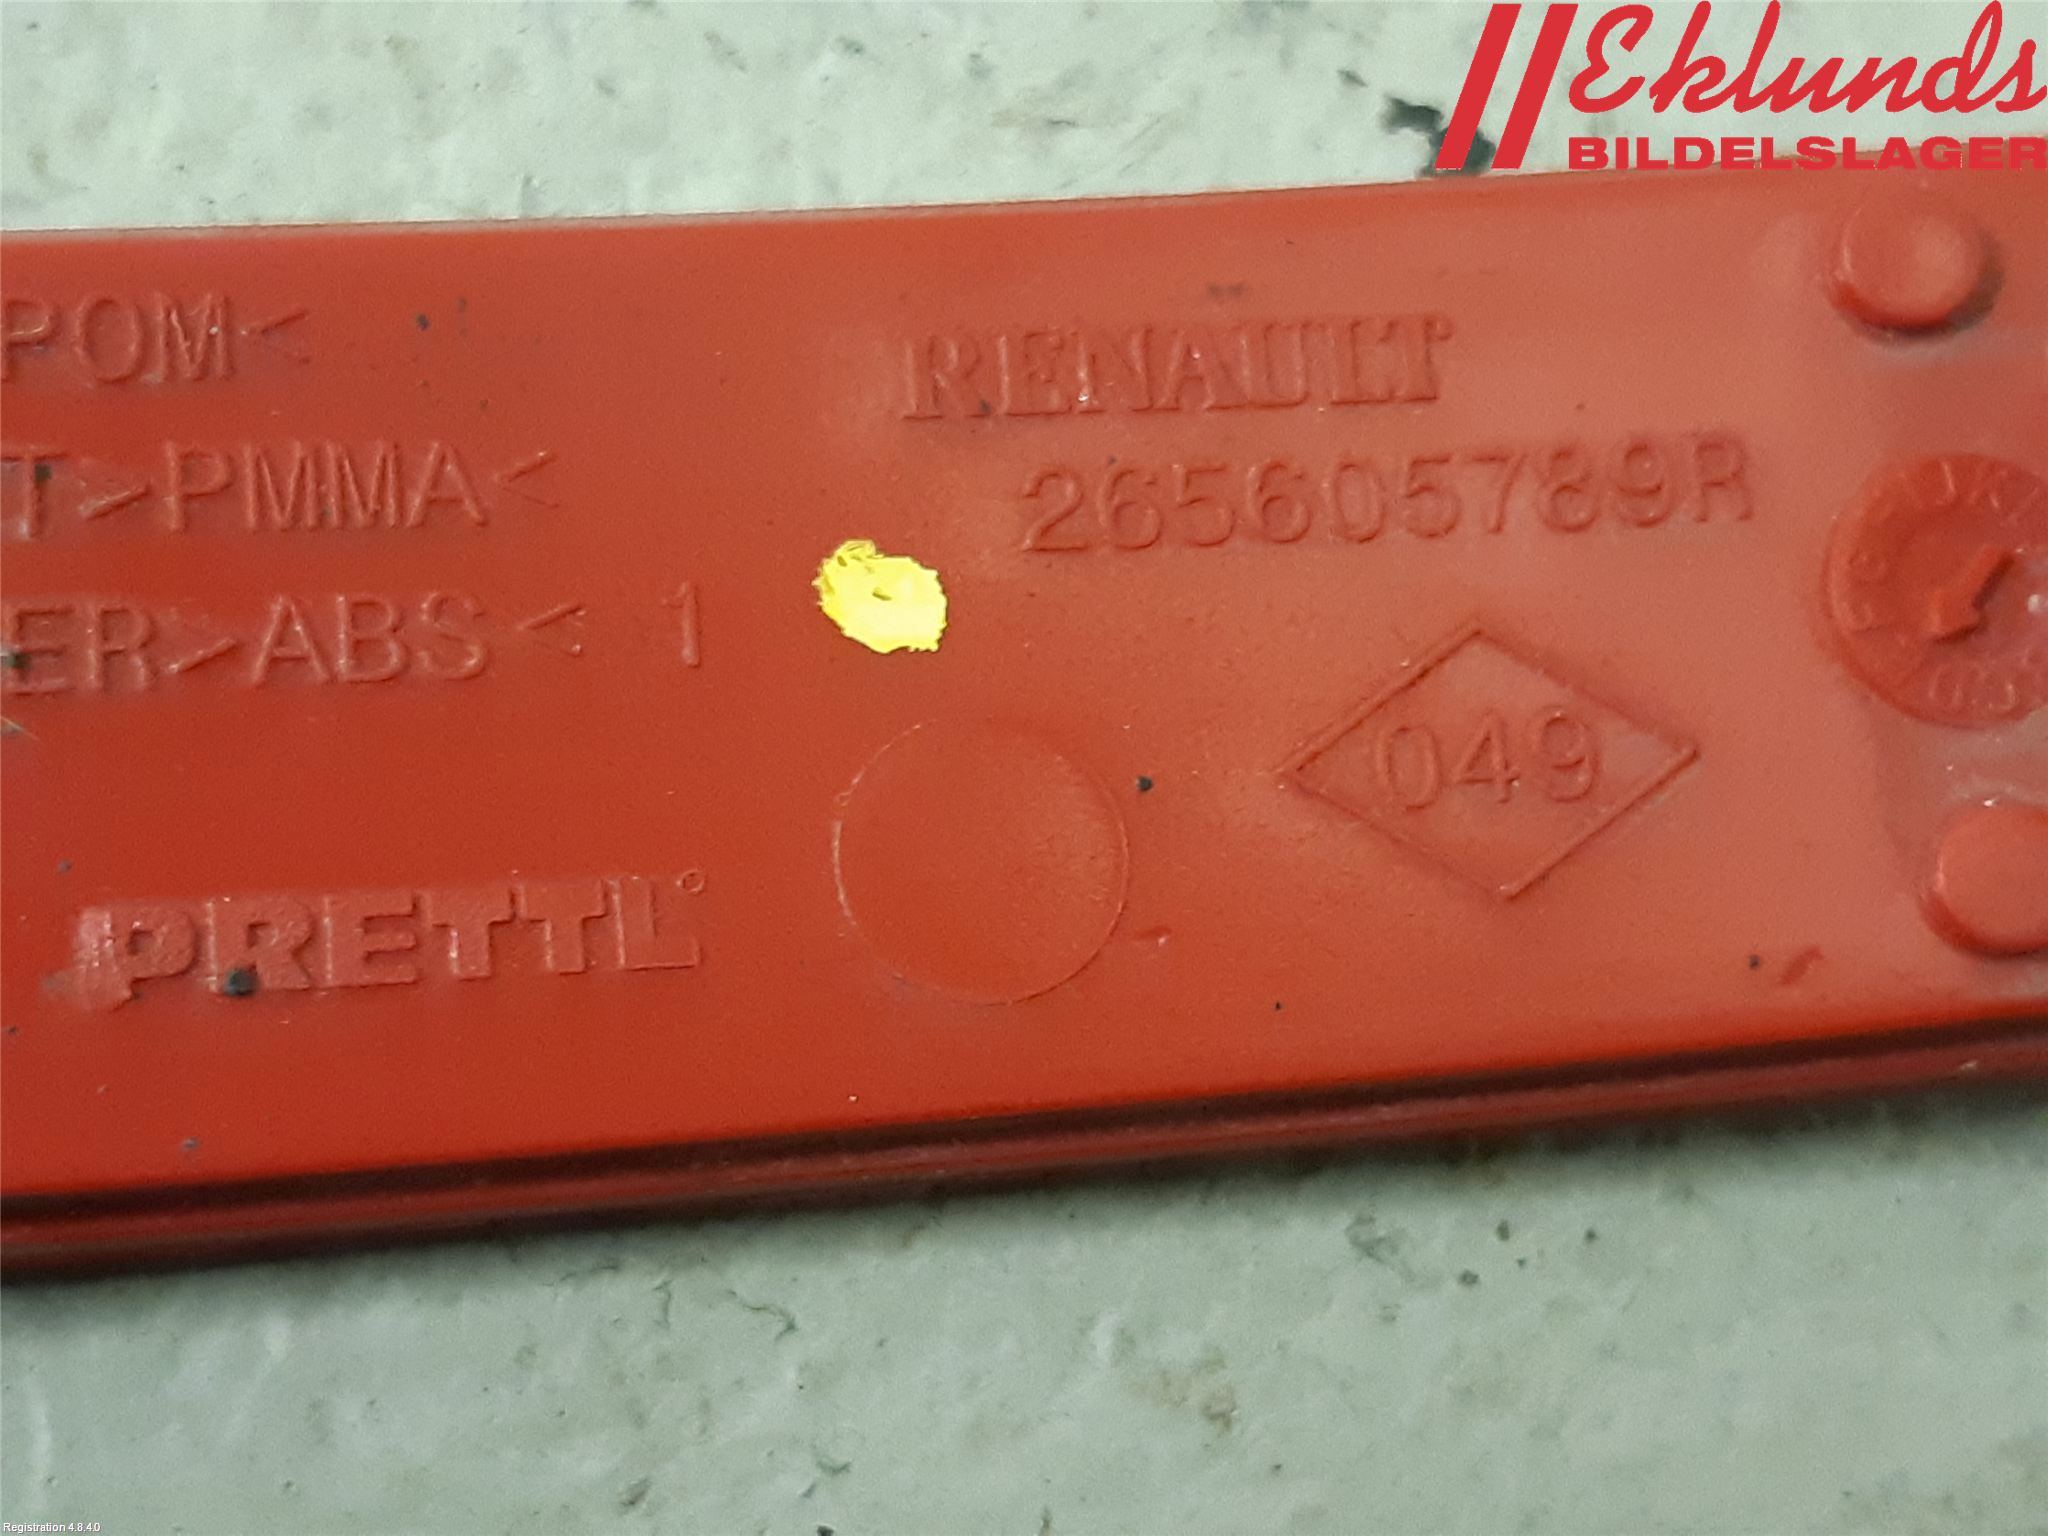 Eklunds
BILDELSLAGER
POM<
T>PMMA<
ER>ABS< 1
PRETTL
RENAULT
265605789R
049
Registration 4.8.4.0